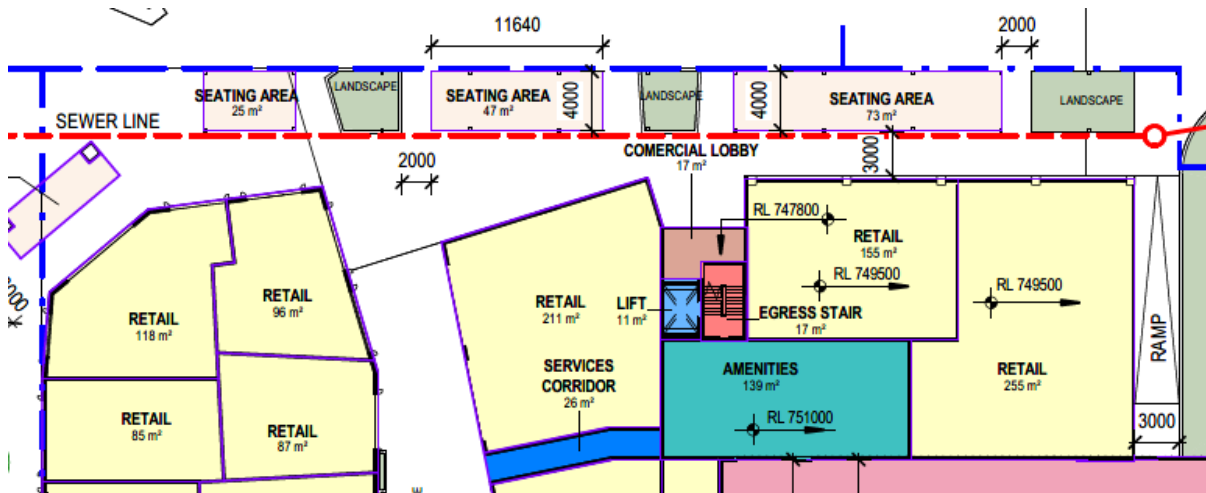 11640
2000
LANDSCAPE
SEATING AREA
25 m²
SEATING AREA
47 m²
4000
LANDSCAPE
4000
SEATING AREA
73 m²
LANDSCAPE
SEWER LINE
COMERCIAL LOBBY
17 m²
3000
2000
RL 747800
RETAIL
155 m²
RL 749500
RL 749500
RETAIL
96 m²
RETAIL
118 m²
RETAIL
211 m²
LIFT
11 m²
EGRESS STAIR
17 m²
RAMP
SERVICES
CORRIDOR
26 m²
AMENITIES
139 m²
RETAIL
255 m²
RETAIL
85 m²
RETAIL
87 m²
RL 751000
3000